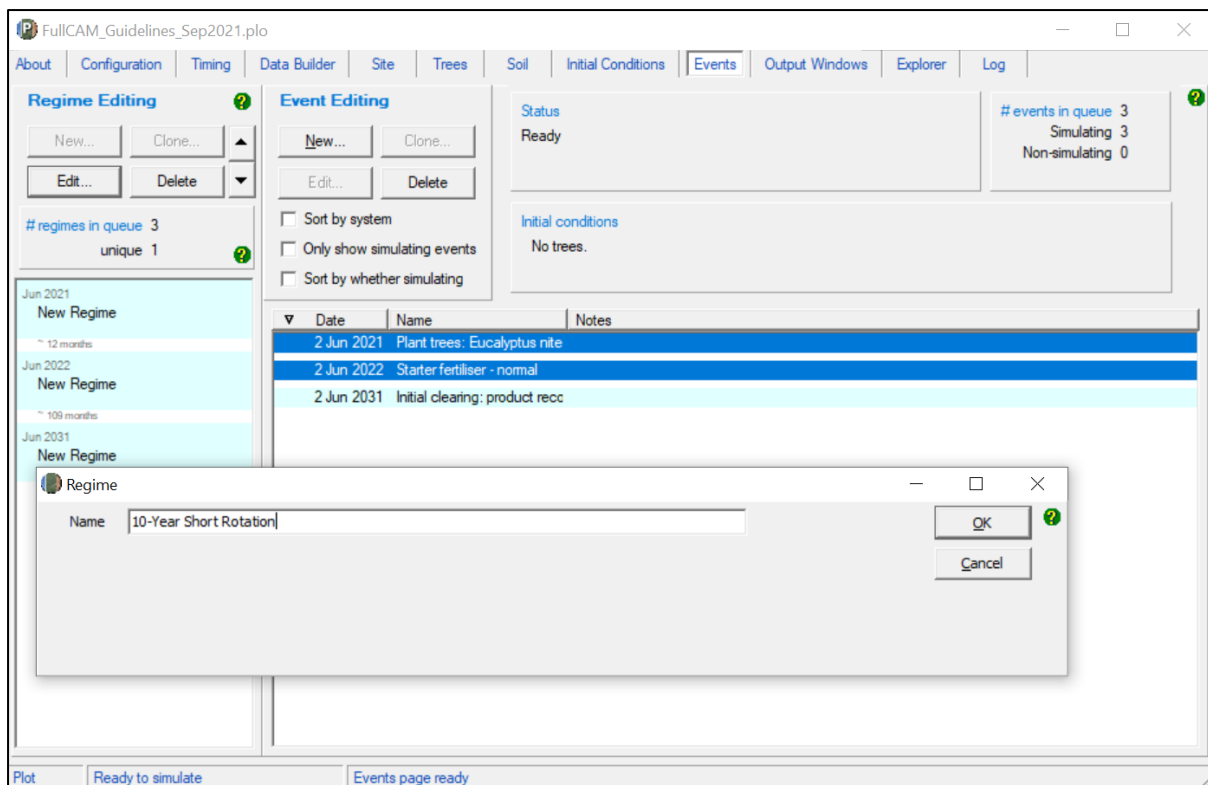 FullCAM_Guidelines_Sep2021.plo
About Configuration Timing Data Builder Site Trees Soil Initial Conditions Events Output Windows Explorer Log
Regime Editing
New... Clone...
Edit... Delete
# regimes in queue 3
unique 1
Event Editing
New... Clone...
Edit... Delete
Sort by system
Only show simulating events
Sort by whether simulating
Status
Ready
# events in queue 3
Simulating 3
Non-simulating 0
Initial conditions
No trees.
Jun 2021
New Regime
~ 12 months
Jun 2022
New Regime
~ 109 months
Jun 2031
New Regime
Date Name Notes
2 Jun 2021 Plant trees: Eucalyptus nite
2 Jun 2022 Starter fertiliser - normal
2 Jun 2031 Initial clearing: product recc
Regime
Name 10-Year Short Rotation
OK
Cancel
Plot Ready to simulate Events page ready